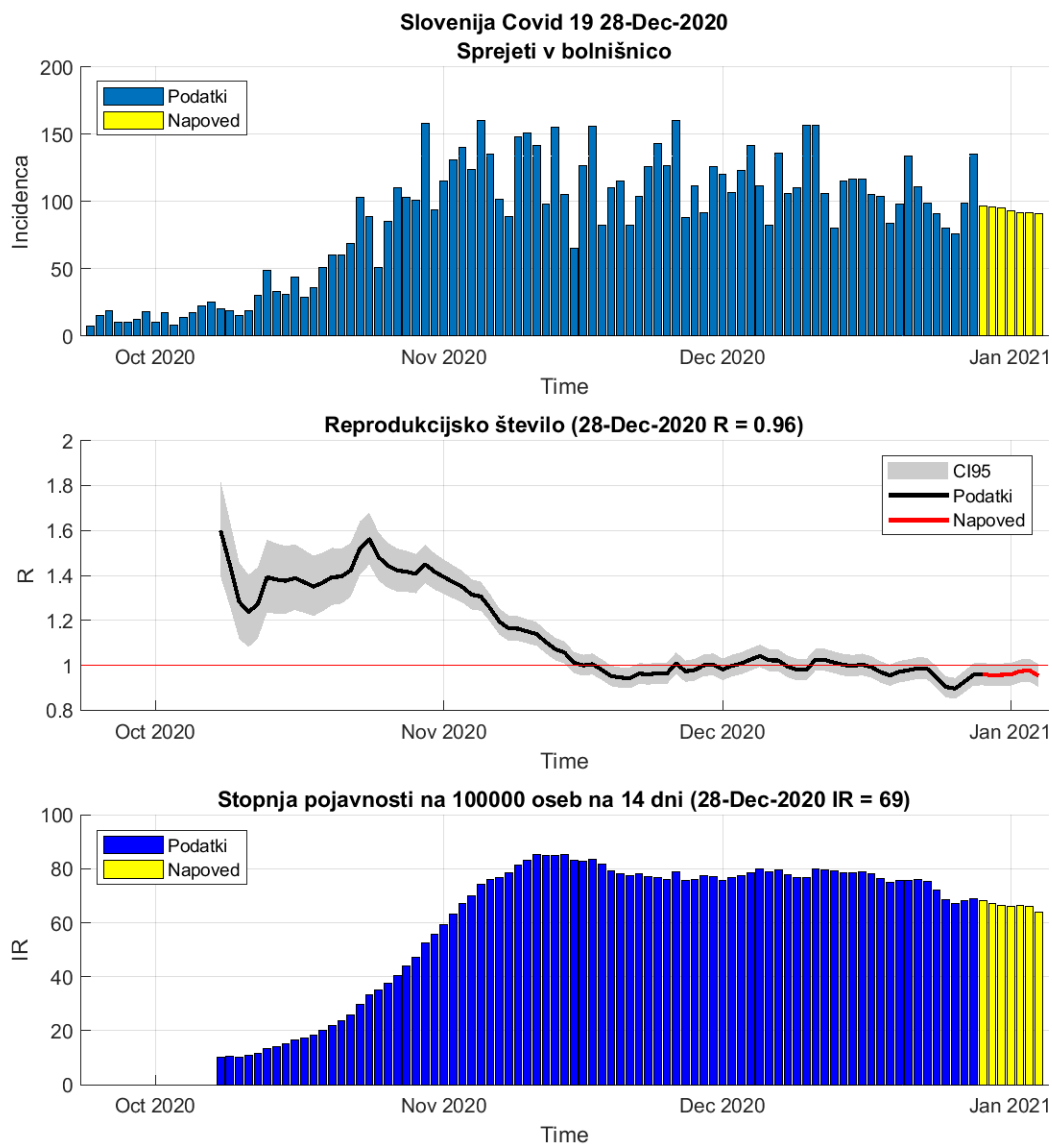 Slovenija Covid 19 28-Dec-2020
Sprejeti v bolnišnico
200
150
100
50
0
Incidenca
Podatki
Napoved
Oct 2020
Nov 2020
Dec 2020
Jan 2021
Time
Reprodukcijsko število (28-Dec-2020 R = 0.96)
2
1.8
1.6
1.4
1.2
1
0.8
R
CI95
Podatki
Napoved
Oct 2020
Nov 2020
Dec 2020
Jan 2021
Time
Stopnja pojavnosti na 100000 oseb na 14 dni (28-Dec-2020 IR = 69)
100
80
60
40
20
0
IR
Podatki
Napoved
Oct 2020
Nov 2020
Dec 2020
Jan 2021
Time